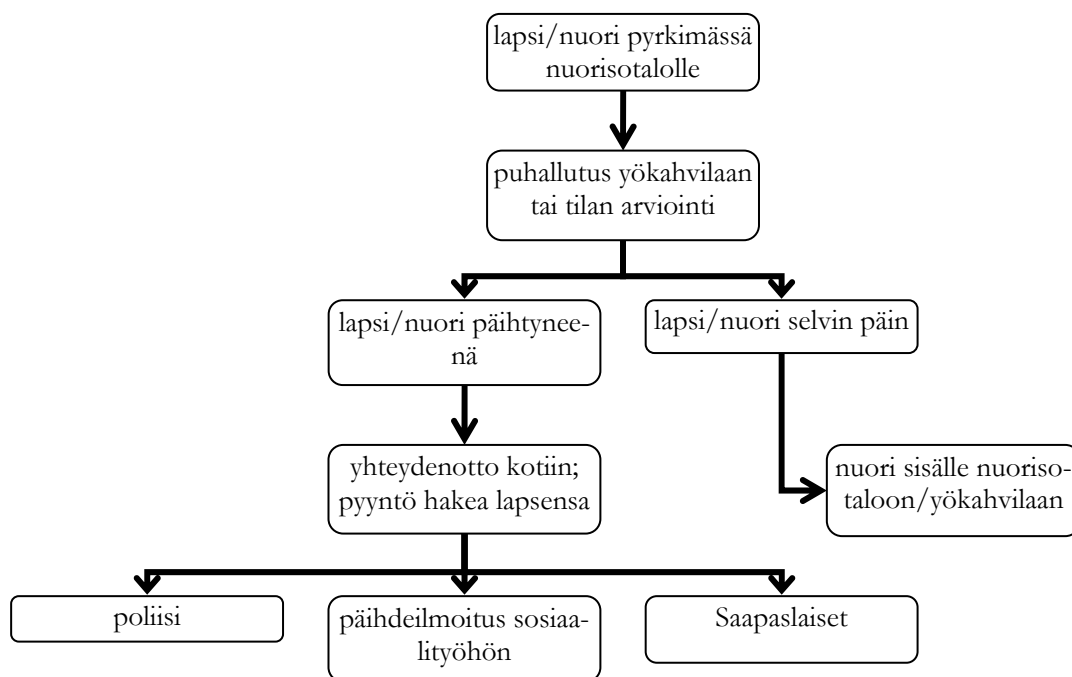 lapsi/nuori pyrkimässä
nuorisotalolle
puhallutus yökahvilaan
tai tilan arviointi
lapsi/nuori päihtynee-
nä
lapsi/nuori selvin päin
yhteydenotto kotiin;
pyyntö hakea lapsensa
nuori sisälle nuoriso-
taloon/yökahvilaan
poliisi
päihdeilmoitus sosiaa-
lityöhön
Saapaslaiset